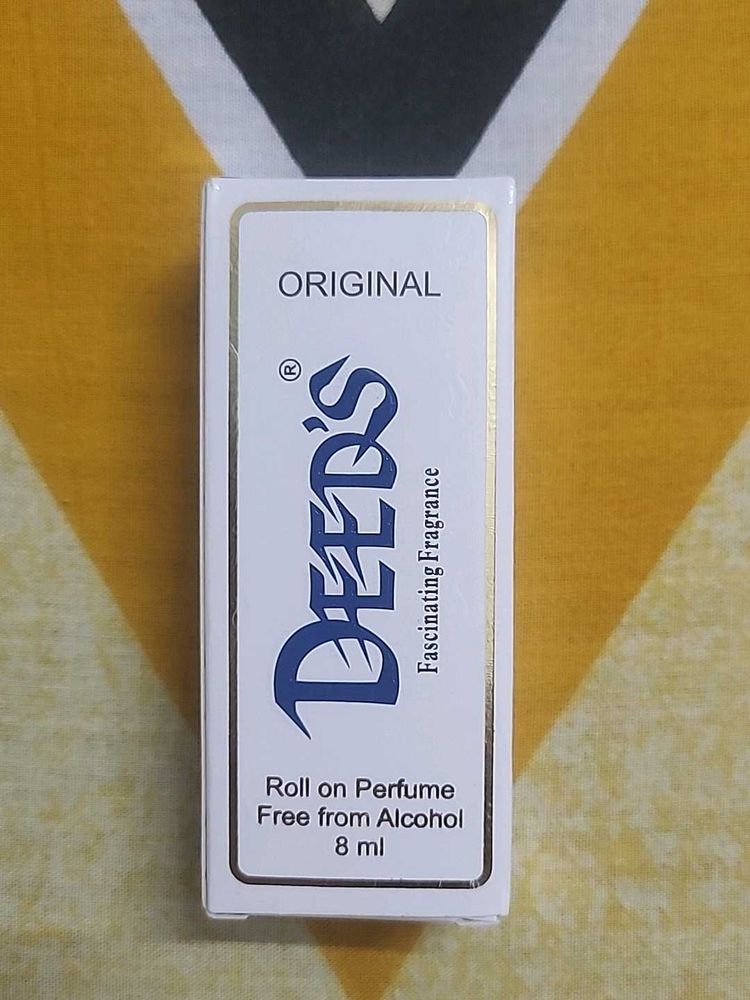 ORIGINAL
DEED'S®
Fascinating Fragrance
Roll on Perfume
Free from Alcohol
8 ml